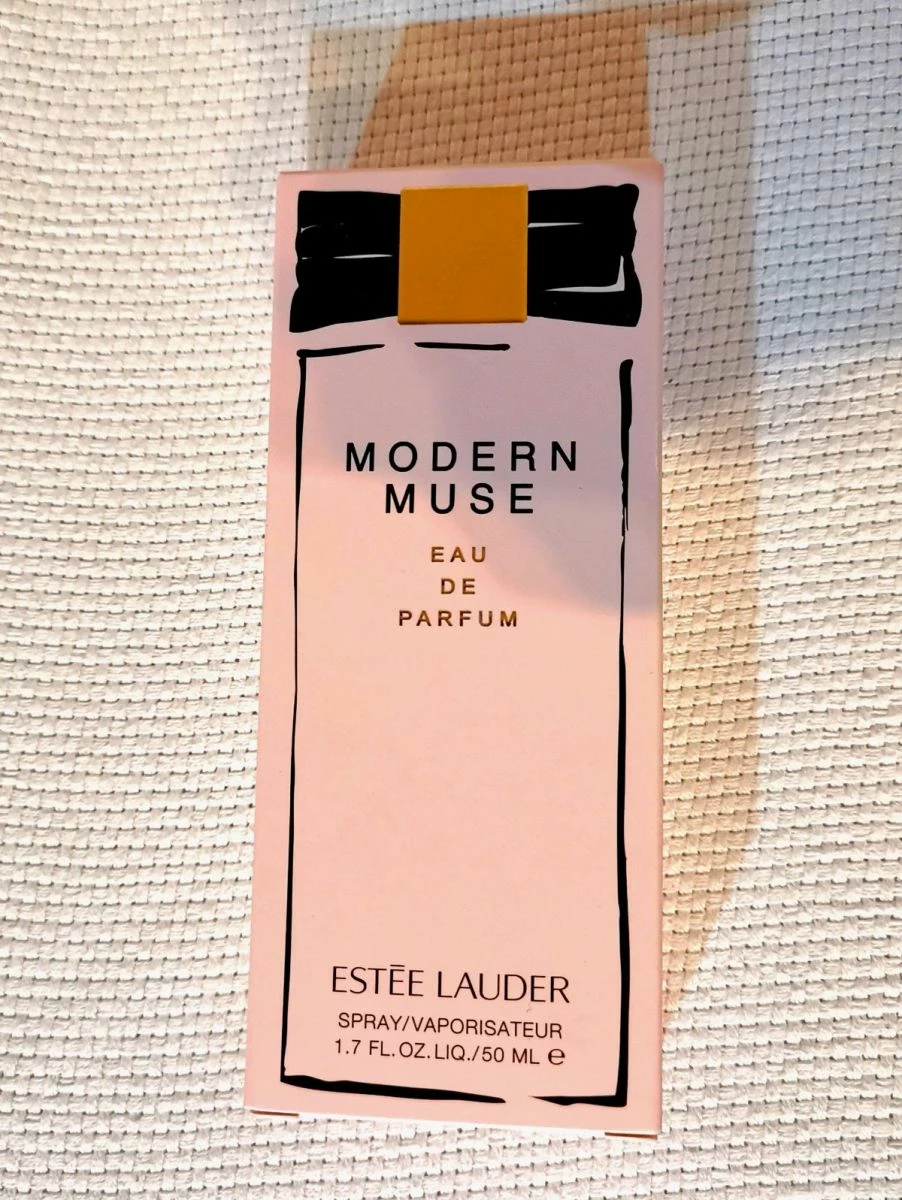 MODERN
MUSE
EAU
DE
PARFUM
ESTĒE LAUDER
SPRAY/VAPORISATEUR
1.7 FL.OZ.LIQ./50 ML ℮